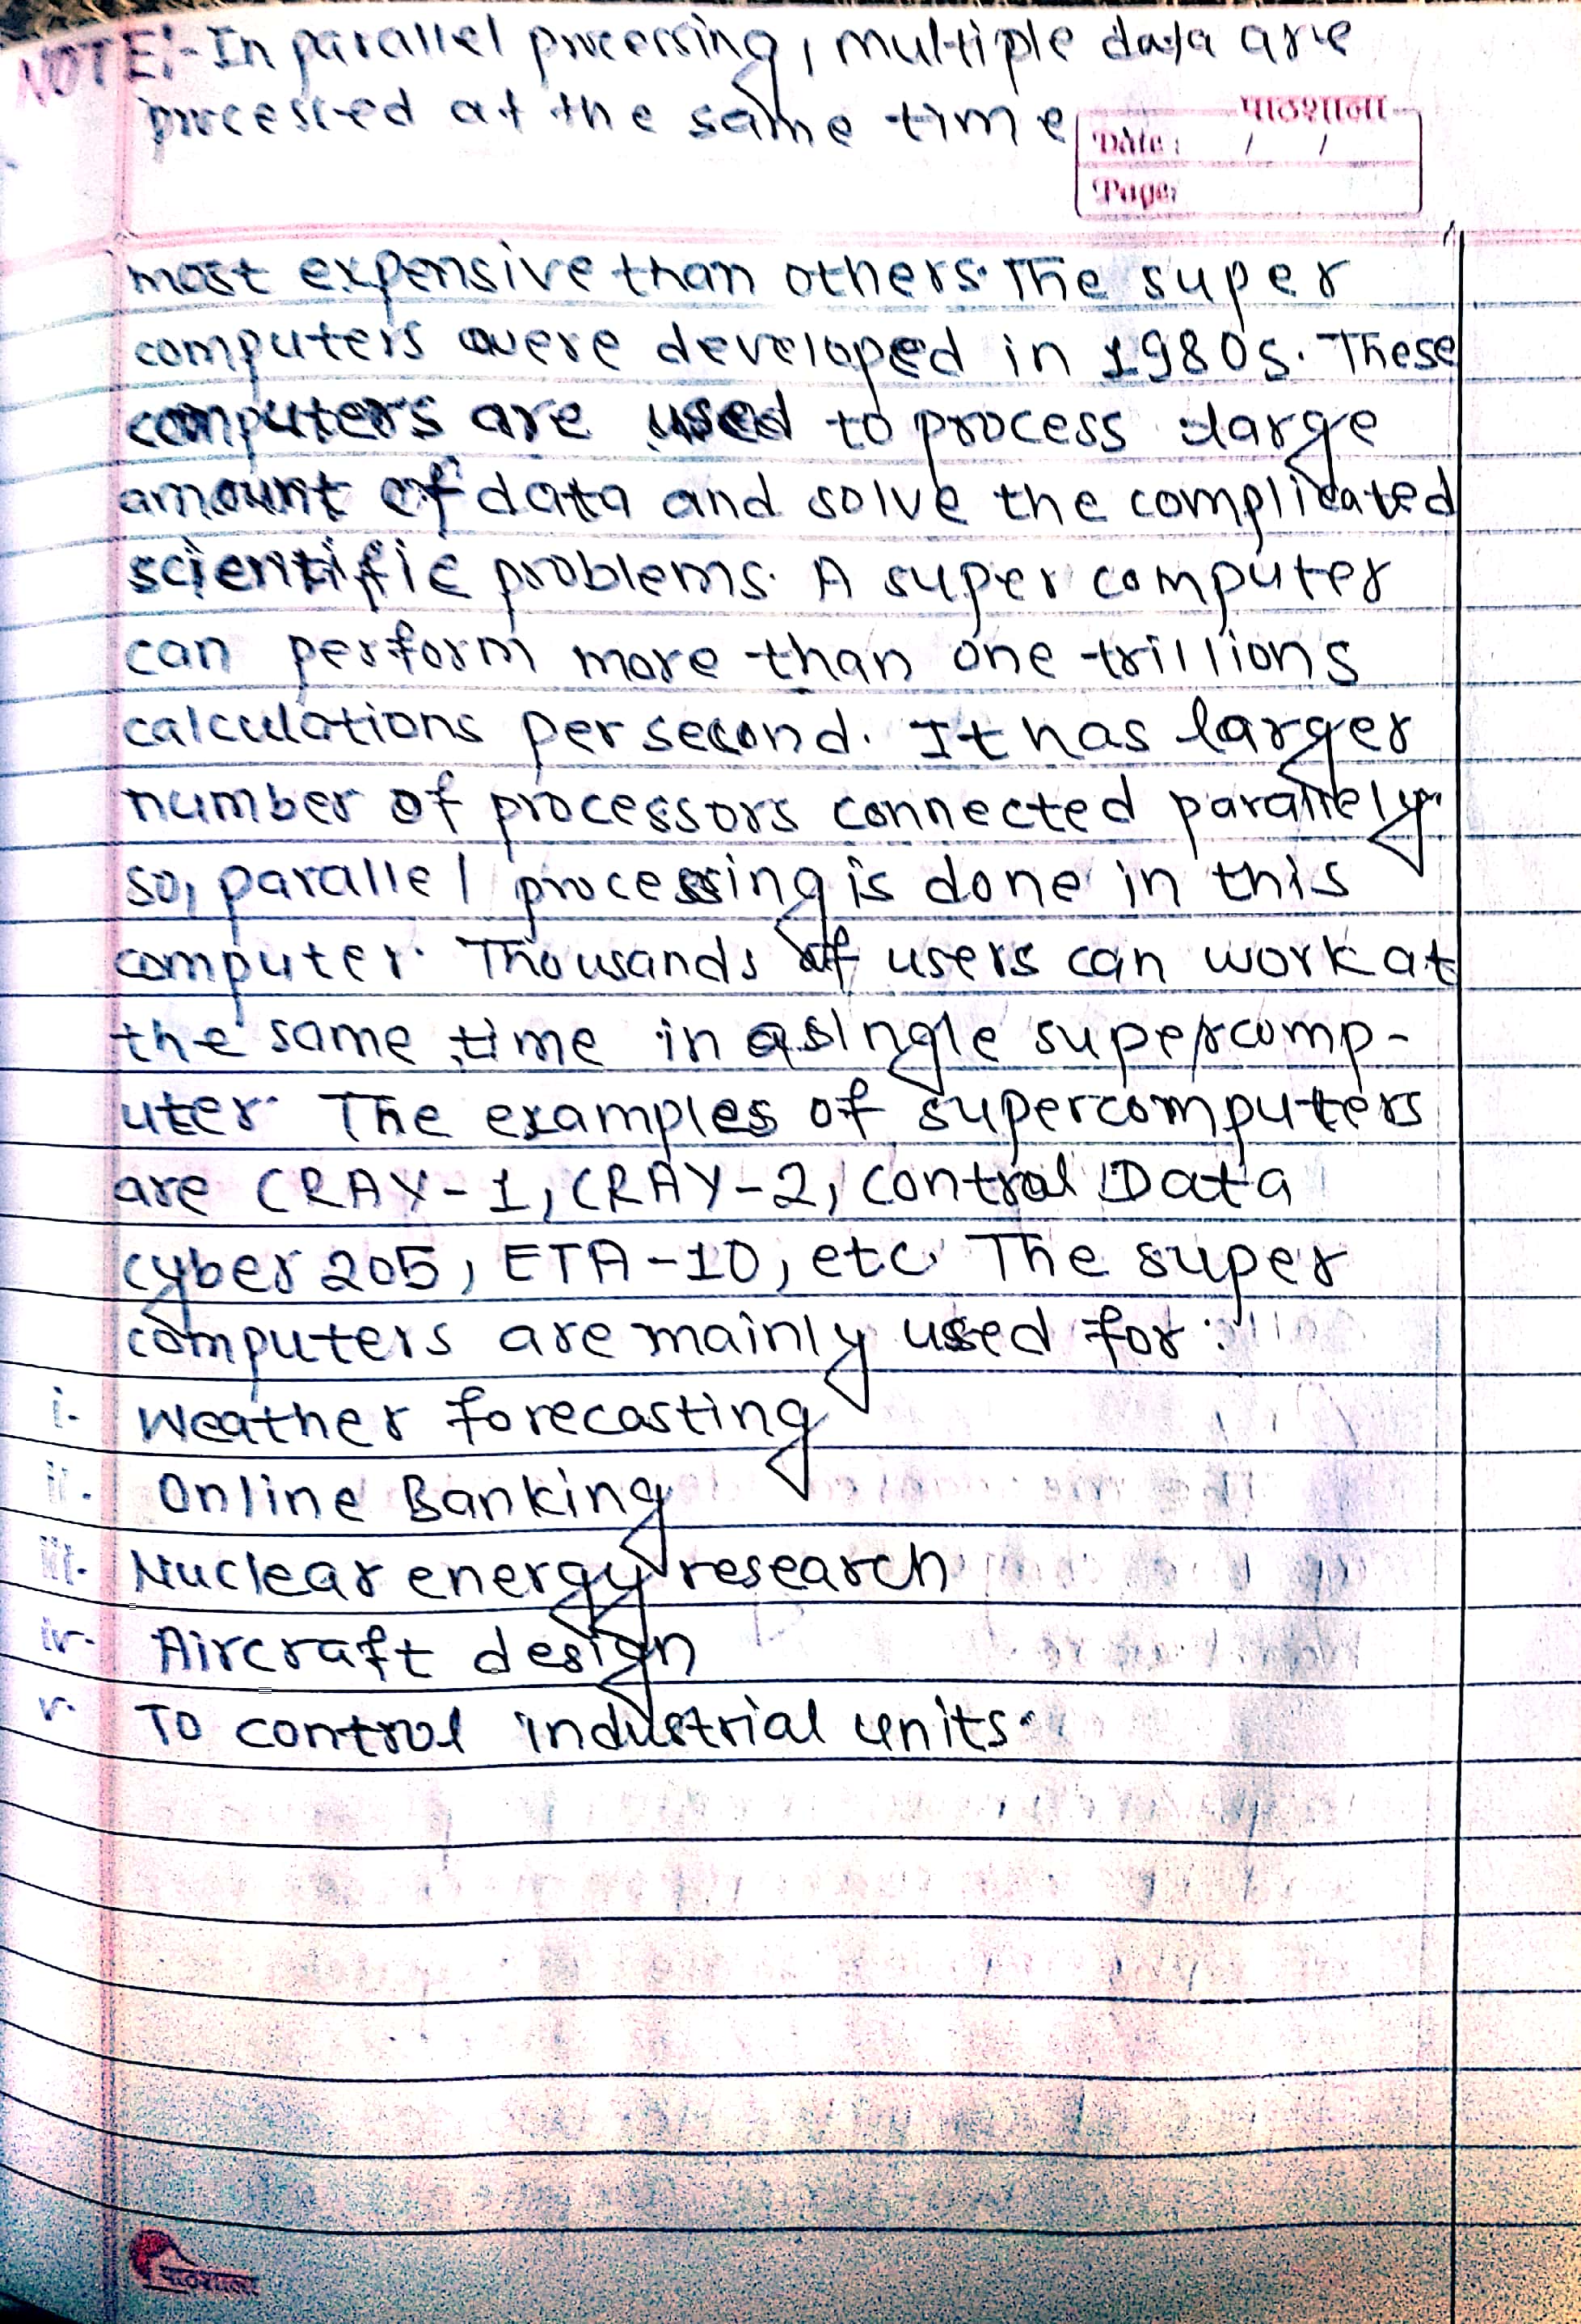 NOTE:- In parallel processing, multiple data are
processed at the same time
पाठशाला
Date: / /
Page:
most expensive than others. The super
computers were developed in 1980s. These
computers are used to process large
amount of data and solve the complicated
scientific problems. A super computer
can perform more than one trillions
calculations per second. It has larger
number of processors connected parallely.
so, parallel processing is done in this
computer. Thousands of users can work at
the same time in a single supercomp-
uter. The examples of supercomputers
are CRAY-1, CRAY-2, Control Data
cyber 205, ETA-10, etc. The super
computers are mainly used for:
i. Weather forecasting
ii. Online Banking
iii. Nuclear energy research
iv. Aircraft design
v. To control industrial units.
पाठशाला